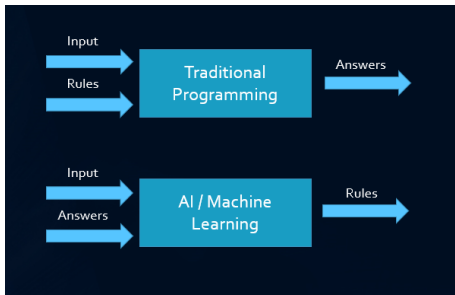 Input
Rules
Traditional
Programming
Answers
Input
Answers
AI / Machine
Learning
Rules